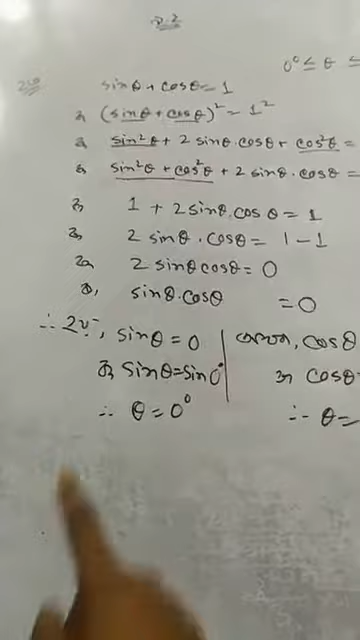 0° ≤ θ ≤
sinθ + cosθ = 1
বা, (sinθ + cosθ)² = 1²
বা, sin²θ + 2 sinθ.cosθ + cos²θ =
বা, sin²θ + cos²θ + 2 sinθ.cosθ =
বা, 1 + 2 sinθ.cosθ = 1
বা, 2 sinθ.cosθ = 1 - 1
বা, 2 sinθ cosθ = 0
বা, sinθ.cosθ = 0
∴ হয়, sinθ = 0 | অথবা, cosθ
বা sinθ = sin0° | বা cosθ
∴ θ = 0° | ∴ θ =